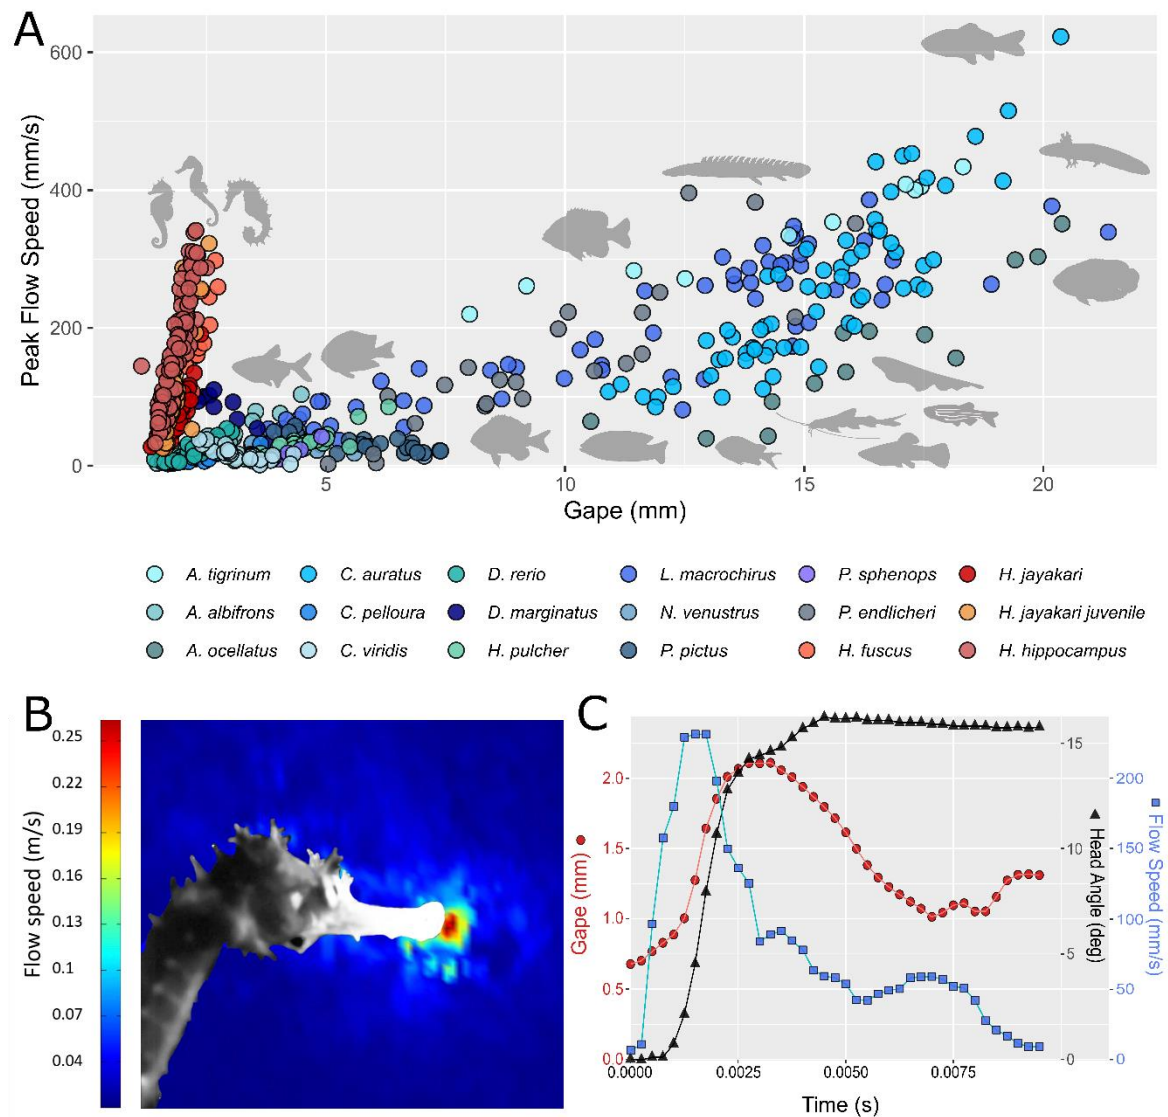 A
Peak Flow Speed (mm/s)
600
400
200
0
5 10 15 20
Gape (mm)
A. tigrinum C. auratus D. rerio L. macrochirus P. sphenops H. jayakari
A. albifrons C. pelloura D. marginatus N. venustrus P. endlicheri H. jayakari juvenile
A. ocellatus C. viridis H. pulcher P. pictus H. fuscus H. hippocampus
B
Flow speed (m/s)
0.25
0.22
0.19
0.16
0.13
0.1
0.07
0.04
C
Gape (mm)
2.0
1.5
1.0
0.5
0.0
0.0000 0.0025 0.0050 0.0075
Time (s)
15
10
5
0
Head Angle (deg)
200
150
100
50
0
Flow Speed (mm/s)